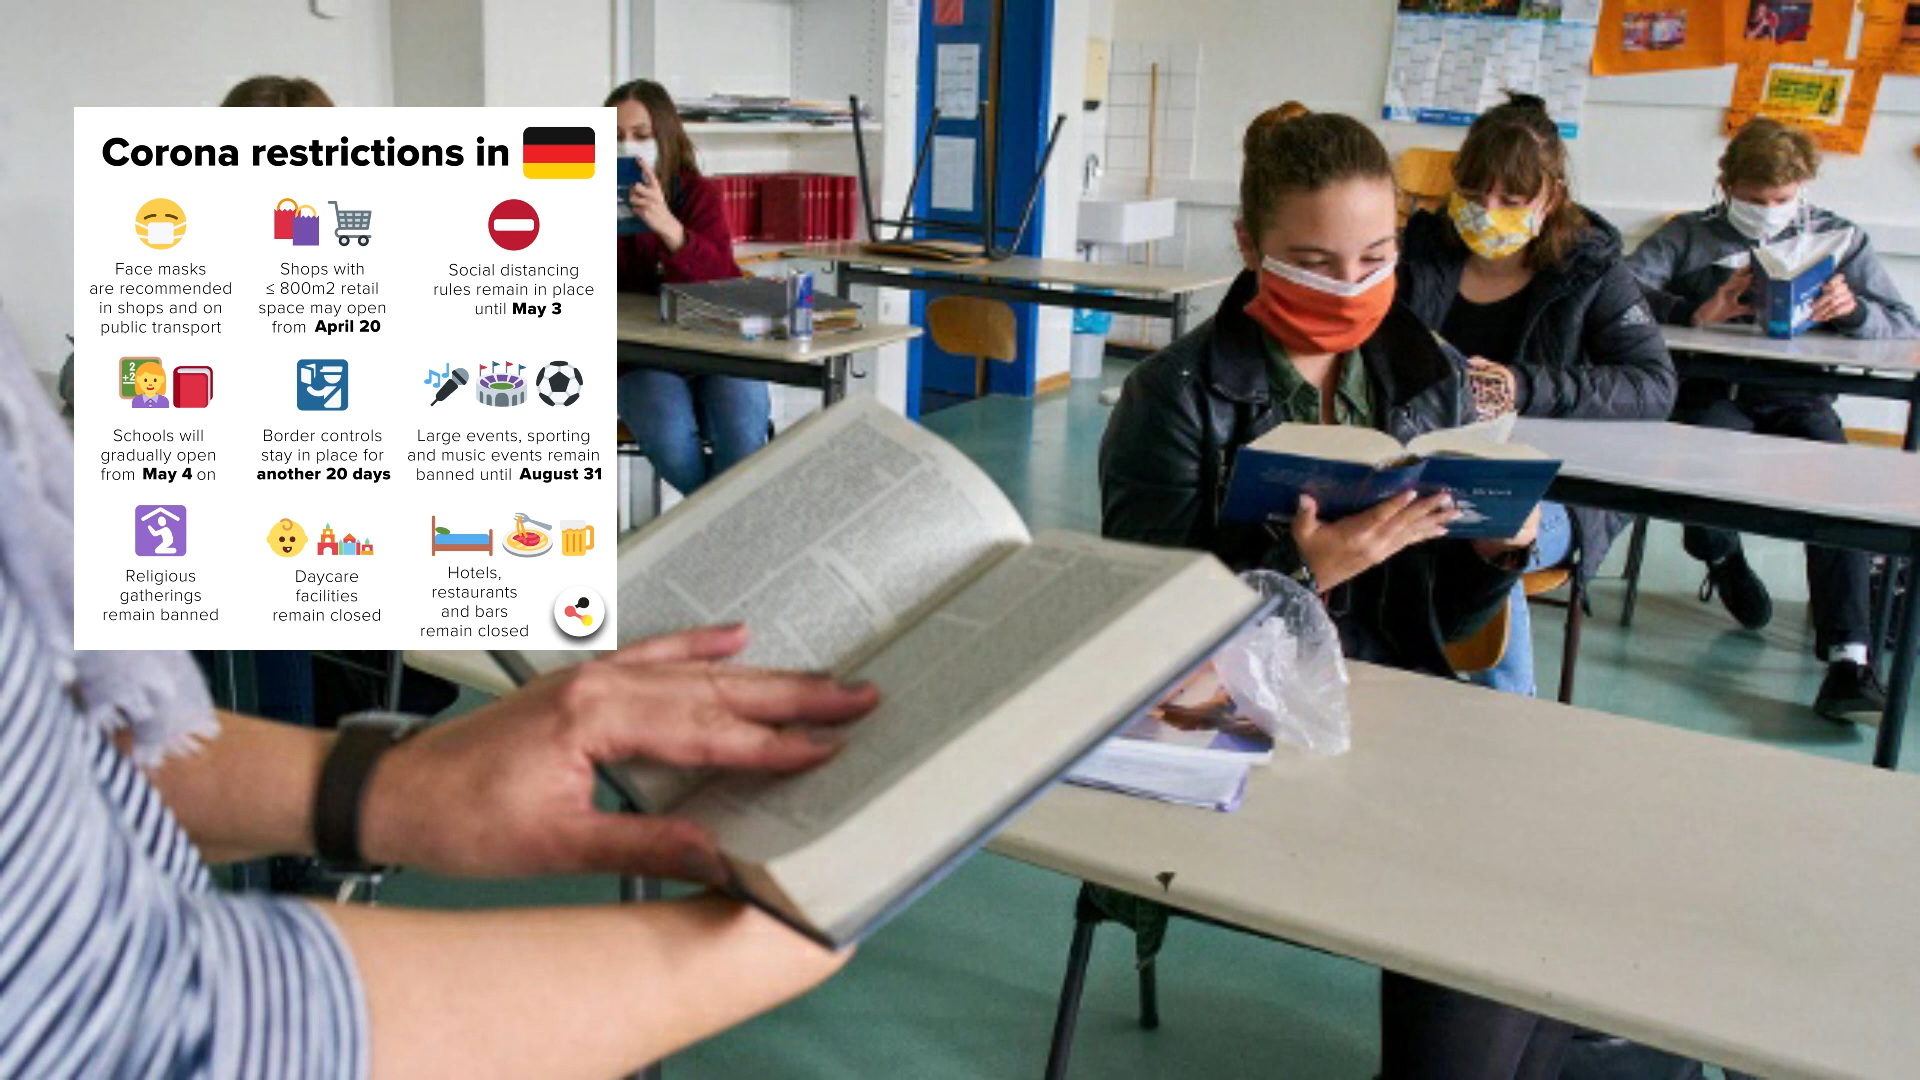 Corona restrictions in
Face masks
are recommended
in shops and on
public transport
Shops with
≤ 800m2 retail
space may open
from April 20
Social distancing
rules remain in place
until May 3
2
+2
Schools will
gradually open
from May 4 on
Border controls
stay in place for
another 20 days
Large events, sporting
and music events remain
banned until August 31
Religious
gatherings
remain banned
Daycare
facilities
remain closed
Hotels,
restaurants
and bars
remain closed